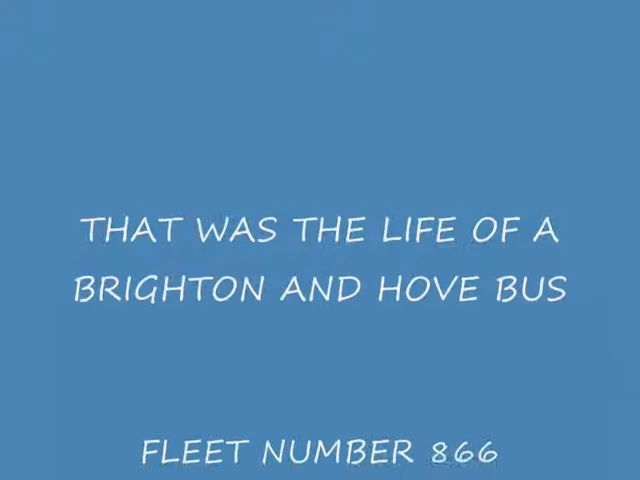 THAT WAS THE LIFE OF A
BRIGHTON AND HOVE BUS
FLEET NUMBER 866